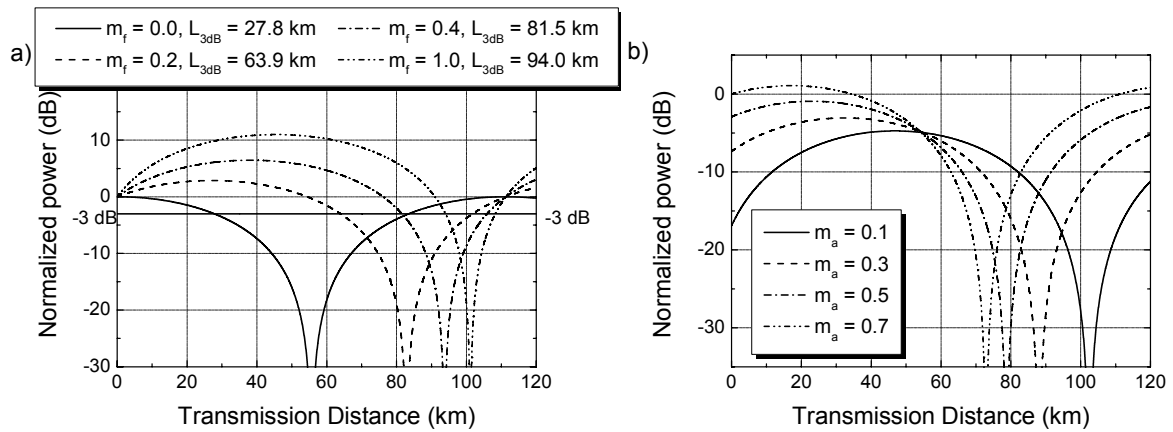 a)
m_f = 0.0, L_3dB = 27.8 km
m_f = 0.4, L_3dB = 81.5 km
m_f = 0.2, L_3dB = 63.9 km
m_f = 1.0, L_3dB = 94.0 km
Normalized power (dB)
10
0
-10
-20
-30
-3 dB
-3 dB
0 20 40 60 80 100 120
Transmission Distance (km)
b)
Normalized power (dB)
0
-10
-20
-30
m_a = 0.1
m_a = 0.3
m_a = 0.5
m_a = 0.7
0 20 40 60 80 100 120
Transmission Distance (km)